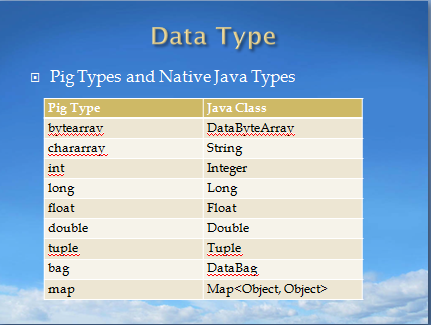 Data Type
Pig Types and Native Java Types
Pig Type Java Class
bytearray DataByteArray
chararray String
int Integer
long Long
float Float
double Double
tuple Tuple
bag DataBag
map Map<Object, Object>